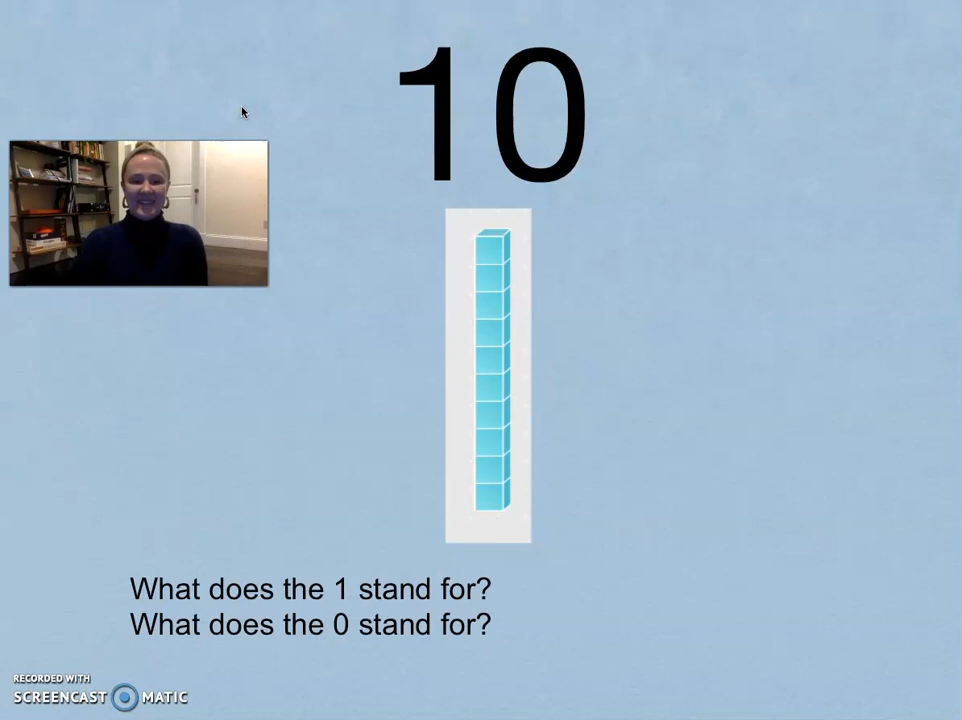 10
What does the 1 stand for?
What does the 0 stand for?
RECORDED WITH
SCREENCAST MATIC